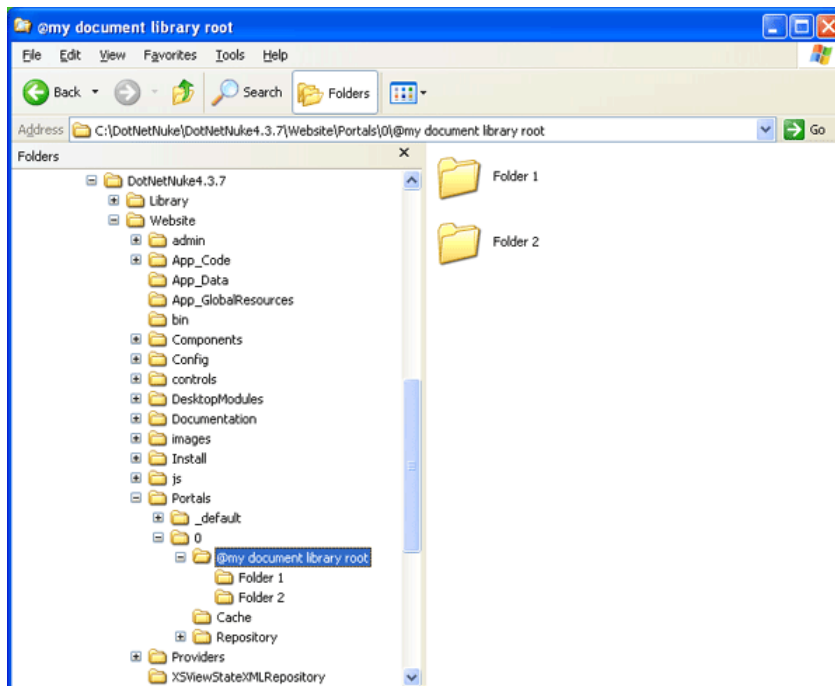 @my document library root
File Edit View Favorites Tools Help
Back Search Folders
Address C:\DotNetNuke\DotNetNuke4.3.7\Website\Portals\0\@my document library root Go
Folders
DotNetNuke4.3.7
Library
Website
admin
App_Code
App_Data
App_GlobalResources
bin
Components
Config
controls
DesktopModules
Documentation
images
Install
js
Portals
_default
0
@my document library root
Folder 1
Folder 2
Cache
Repository
Providers
XSViewStateXMLRepository
Folder 1
Folder 2